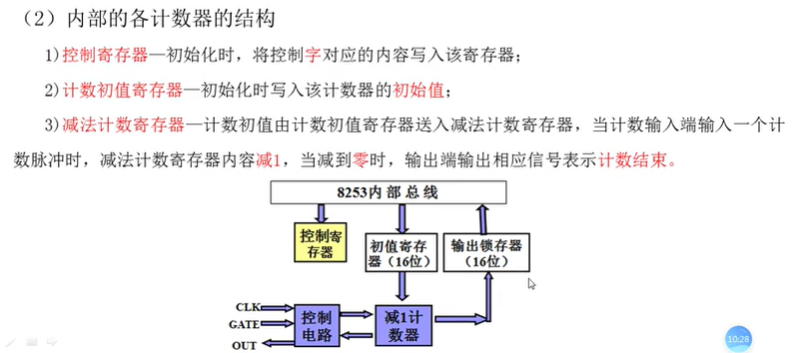 （2）内部的各计数器的结构
1)控制寄存器—初始化时，将控制字对应的内容写入该寄存器；
2)计数初值寄存器—初始化时写入该计数器的初始值；
3)减法计数寄存器—计数初值由计数初值寄存器送入减法计数寄存器，当计数输入端输入一个计
数脉冲时，减法计数寄存器内容减1，当减到零时，输出端输出相应信号表示计数结束。
8253内部总线
控制寄
存器
初值寄存
器（16位）
输出锁存器
（16位）
CLK
GATE
OUT
控制
电路
减1计
数器
10:28